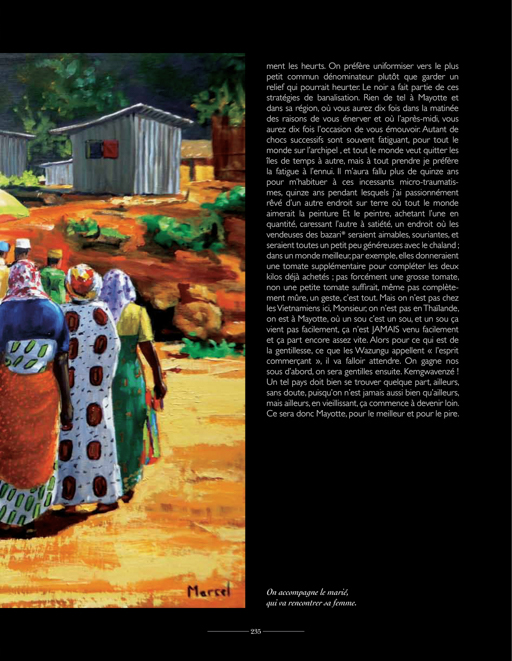 ment les heurts. On préfère uniformiser vers le plus
petit commun dénominateur plutôt que garder un
relief qui pourrait heurter. Le noir a fait partie de ces
stratégies de banalisation. Rien de tel à Mayotte et
dans sa région, où vous aurez dix fois dans la matinée
des raisons de vous énerver et où l'après-midi, vous
aurez dix fois l'occasion de vous émouvoir. Autant de
chocs successifs sont souvent fatiguant, pour tout le
monde sur l'archipel , et tout le monde veut quitter les
îles de temps à autre, mais à tout prendre je préfère
la fatigue à l'ennui. Il m'aura fallu plus de quinze ans
pour m'habituer à ces incessants micro-traumatis-
mes, quinze ans pendant lesquels j'ai passionnément
rêvé d'un autre endroit sur terre où tout le monde
aimerait la peinture Et le peintre, achetant l'une en
quantité, caressant l'autre à satiété, un endroit où les
vendeuses des bazari* seraient aimables, souriantes, et
seraient toutes un petit peu généreuses avec le chaland ;
dans un monde meilleur, par exemple, elles donneraient
une tomate supplémentaire pour compléter les deux
kilos déjà achetés ; pas forcément une grosse tomate,
non une petite tomate suffirait, même pas complète-
ment mûre, un geste, c'est tout. Mais on n'est pas chez
les Vietnamiens ici, Monsieur, on n'est pas en Thaïlande,
on est à Mayotte, où un sou c'est un sou, et un sou ça
vient pas facilement, ça n'est JAMAIS venu facilement
et ça part encore assez vite. Alors pour ce qui est de
la gentillesse, ce que les Wazungu appellent « l'esprit
commerçant », il va falloir attendre. On gagne nos
sous d'abord, on sera gentilles ensuite. Kemgwavenzé !
Un tel pays doit bien se trouver quelque part, ailleurs,
sans doute, puisqu'on n'est jamais aussi bien qu'ailleurs,
mais ailleurs, en vieillissant, ça commence à devenir loin.
Ce sera donc Mayotte, pour le meilleur et pour le pire.
Marcel
On accompagne le marié,
qui va rencontrer sa femme.
235